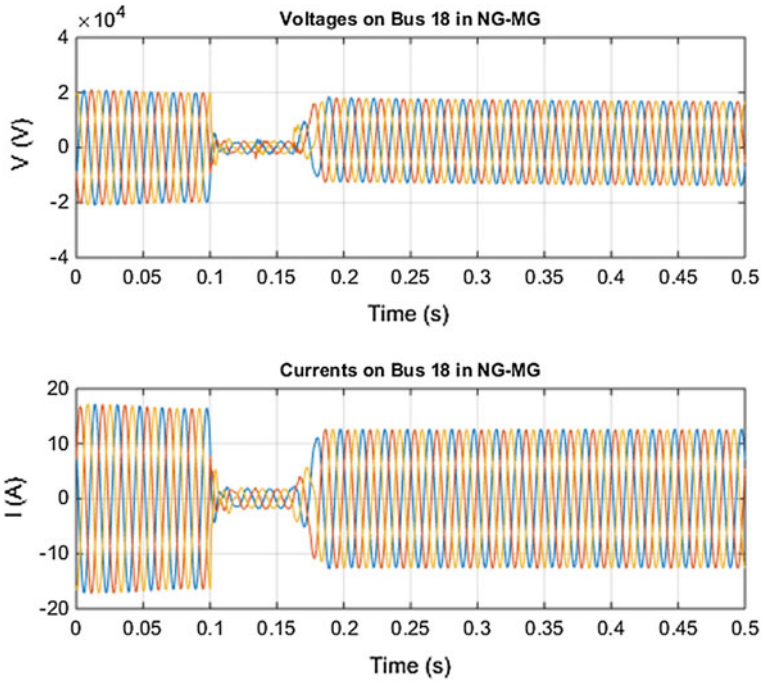 Voltages on Bus 18 in NG-MG
×10⁴
4
2
0
-2
-4
V (V)
0 0.05 0.1 0.15 0.2 0.25 0.3 0.35 0.4 0.45 0.5
Time (s)
Currents on Bus 18 in NG-MG
20
10
0
-10
-20
I (A)
0 0.05 0.1 0.15 0.2 0.25 0.3 0.35 0.4 0.45 0.5
Time (s)